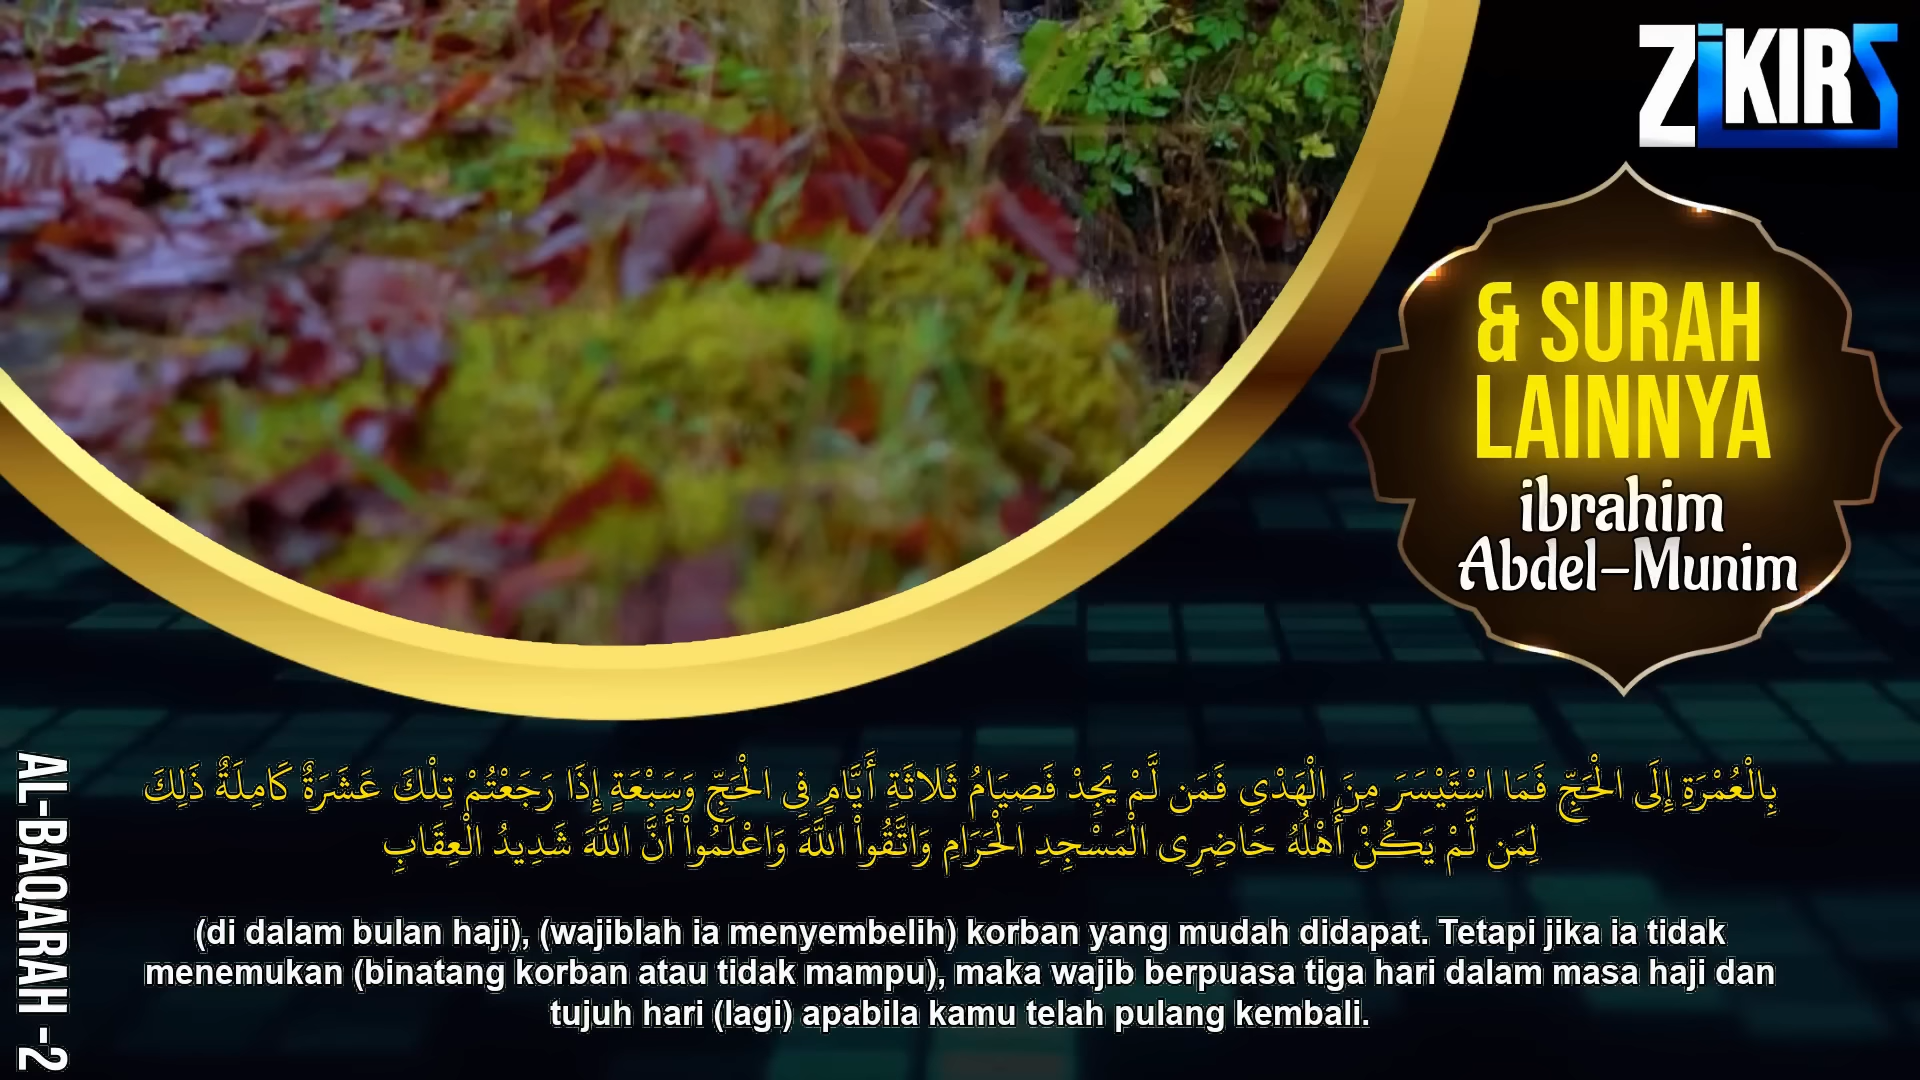 ZiKIRS
& SURAH
LAINNYA
ibrahim
Abdel-Munim
بِالْعُمْرَةِ إِلَى الْحَجِّ فَمَا اسْتَيْسَرَ مِنَ الْهَدْىِ فَمَن لَّمْ يَجِدْ فَصِيَامُ ثَلاثَةِ أَيَّامٍ فِى الْحَجِّ وَسَبْعَةٍ إِذَا رَجَعْتُمْ تِلْكَ عَشَرَةٌ كَامِلَةٌ ذَلِكَ
لِمَن لَّمْ يَكُنْ أَهْلُهُ حَاضِرِى الْمَسْجِدِ الْحَرَامِ وَاتَّقُواْ اللَّهَ وَاعْلَمُواْ أَنَّ اللَّهَ شَدِيدُ الْعِقَابِ
(di dalam bulan haji), (wajiblah ia menyembelih) korban yang mudah didapat. Tetapi jika ia tidak
menemukan (binatang korban atau tidak mampu), maka wajib berpuasa tiga hari dalam masa haji dan
tujuh hari (lagi) apabila kamu telah pulang kembali.
AL-BAQARAH -2